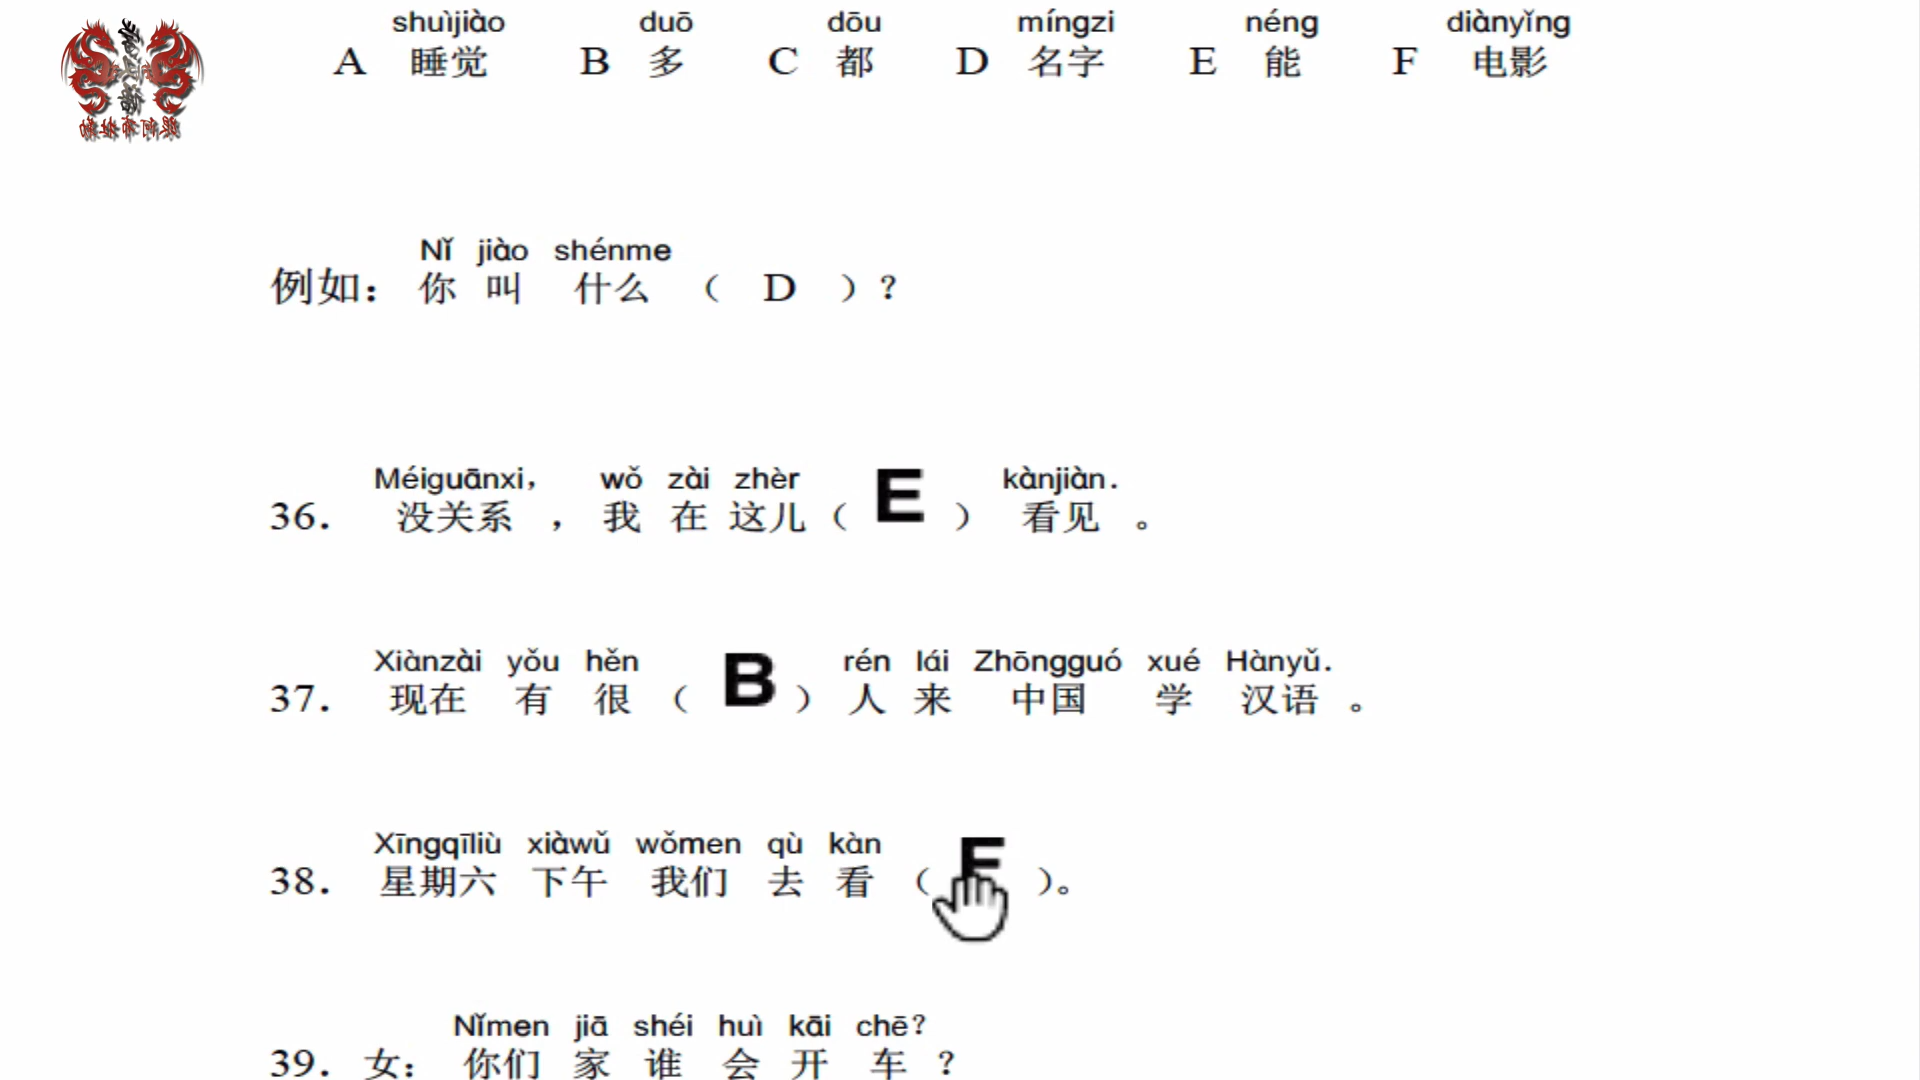 shuìjiào duō dōu míngzi néng diànyǐng
A 睡觉 B 多 C 都 D 名字 E 能 F 电影
Nǐ jiào shénme
例如： 你 叫 什么 （ D ）？
Méiguānxi， wǒ zài zhèr kànjiàn．
36． 没关系 ， 我 在 这儿（ E ） 看见 。
Xiànzài yǒu hěn rén lái Zhōngguó xué Hànyǔ．
37． 现在 有 很 （ B ） 人 来 中国 学 汉语 。
Xīngqīliù xiàwǔ wǒmen qù kàn
38． 星期六 下午 我们 去 看 （ F ）。
Nǐmen jiā shéi huì kāi chē？
39．女： 你们 家 谁 会 开 车 ？